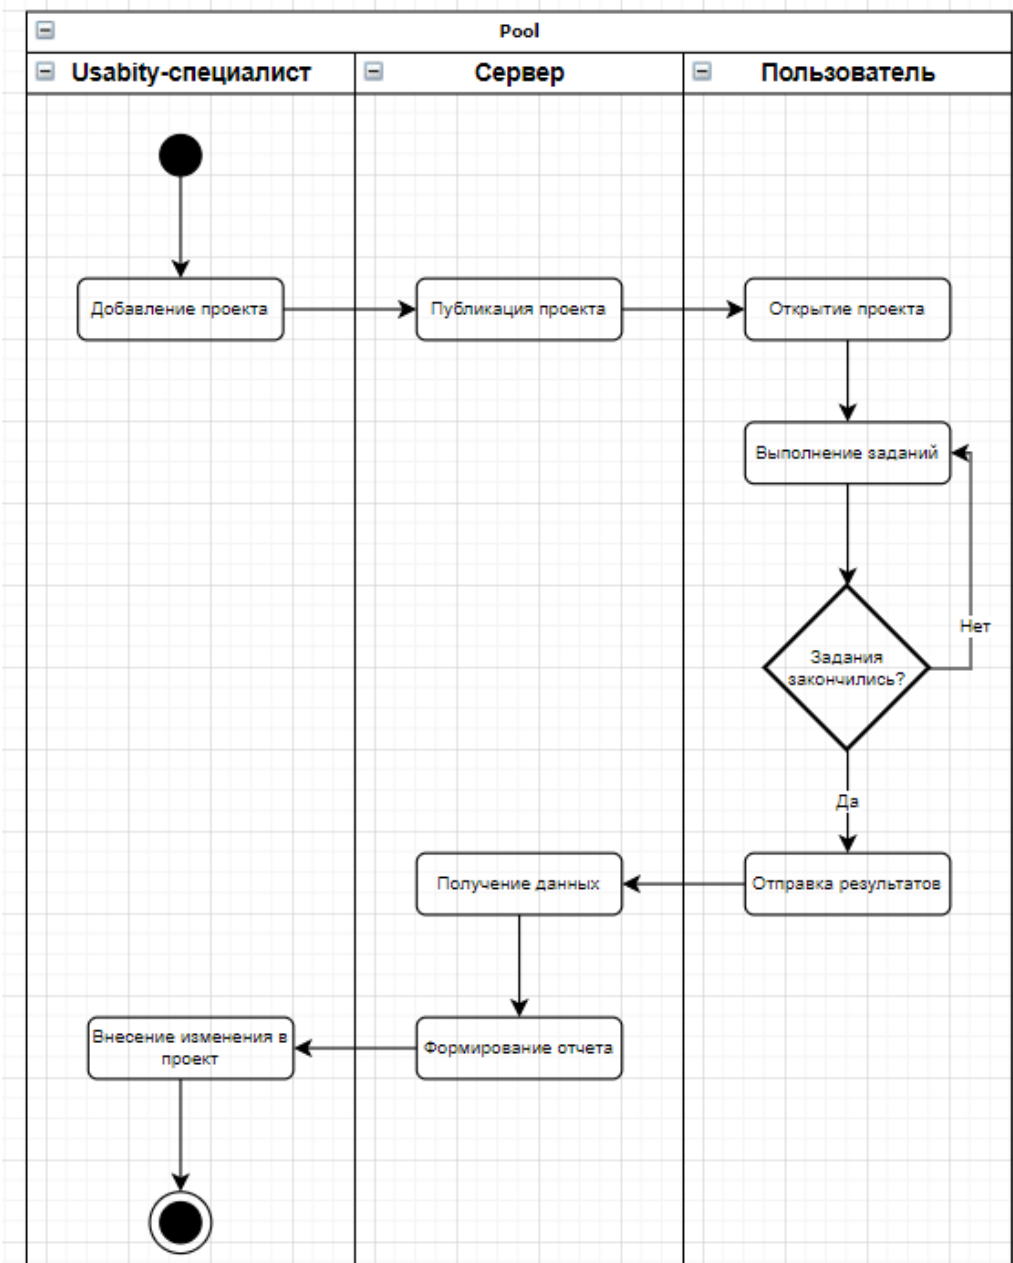 Pool
Usabity-специалист
Сервер
Пользователь
Добавление проекта
Публикация проекта
Открытие проекта
Выполнение заданий
Нет
Задания
закончились?
Да
Получение данных
Отправка результатов
Внесение изменения в
проект
Формирование отчета